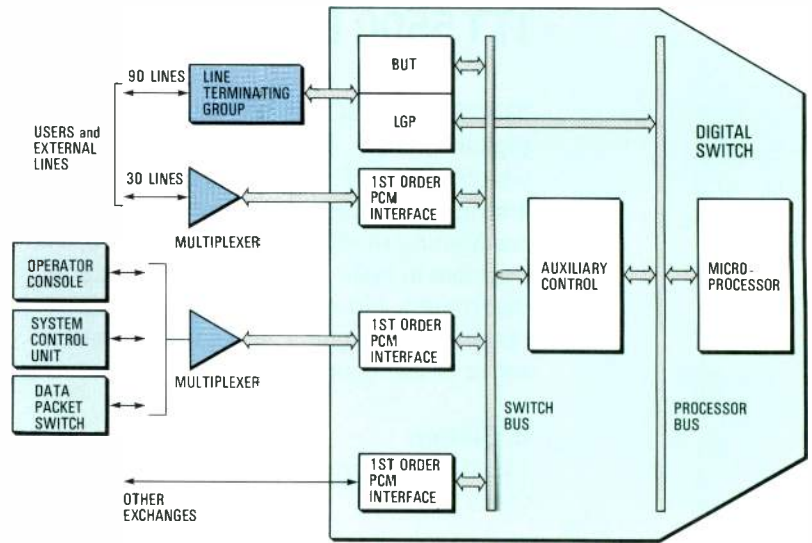 90 LINES
LINE
TERMINATING
GROUP
BUT
LGP
USERS and
EXTERNAL
LINES
30 LINES
MULTIPLEXER
1ST ORDER
PCM
INTERFACE
DIGITAL
SWITCH
OPERATOR
CONSOLE
SYSTEM
CONTROL
UNIT
DATA
PACKET
SWITCH
MULTIPLEXER
1ST ORDER
PCM
INTERFACE
AUXILIARY
CONTROL
MICRO-
PROCESSOR
SWITCH
BUS
PROCESSOR
BUS
OTHER
EXCHANGES
1ST ORDER
PCM
INTERFACE